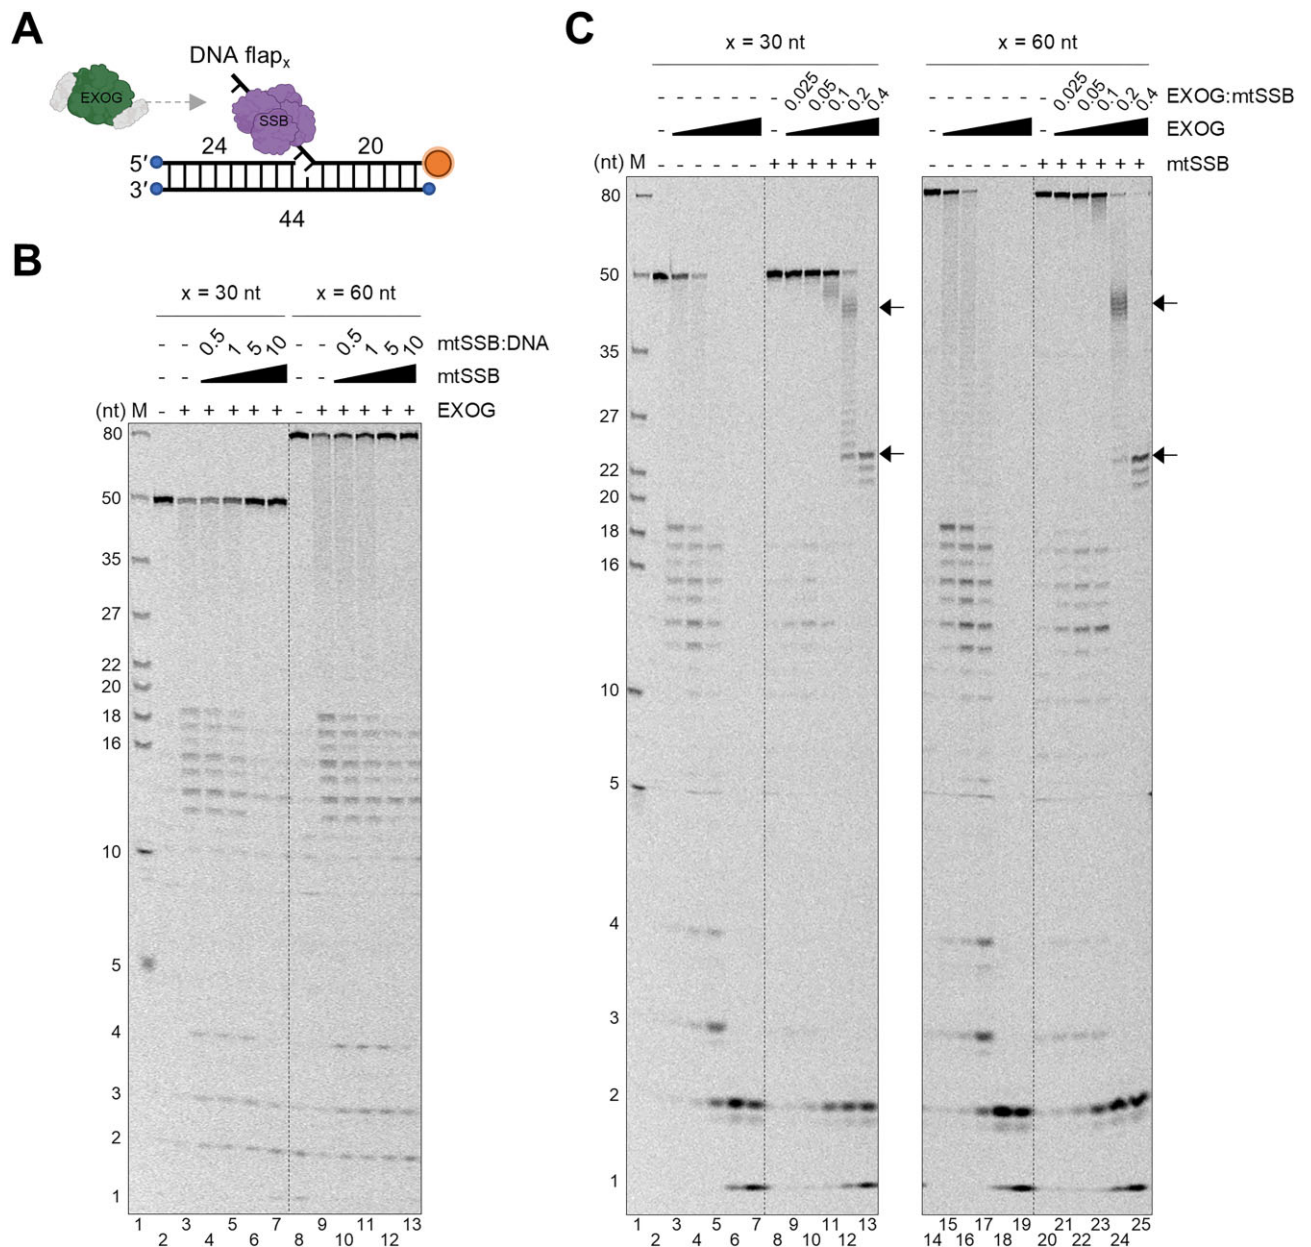 A
DNA flapx
EXOG
SSB
24 20
5′
3′
44
B
x = 30 nt x = 60 nt
- - 0.5 1 5 10 - - 0.5 1 5 10 mtSSB:DNA
- - - - mtSSB
(nt) M - + + + + + - + + + + + EXOG
80
50
35
27
22
20
18
16
10
5
4
3
2
1
1 3 5 7 9 11 13
2 4 6 8 10 12
C
x = 30 nt x = 60 nt
- - - - - - - 0.025 0.05 0.1 0.2 0.4 - - - - - - - 0.025 0.05 0.1 0.2 0.4 EXOG:mtSSB
- - - - EXOG
(nt) M - - - - - - + + + + + + - - - - - - + + + + + + mtSSB
80
50
35
27
22
20
18
16
10
5
4
3
2
1
1 3 5 7 9 11 13 15 17 19 21 23 25
2 4 6 8 10 12 14 16 18 20 22 24